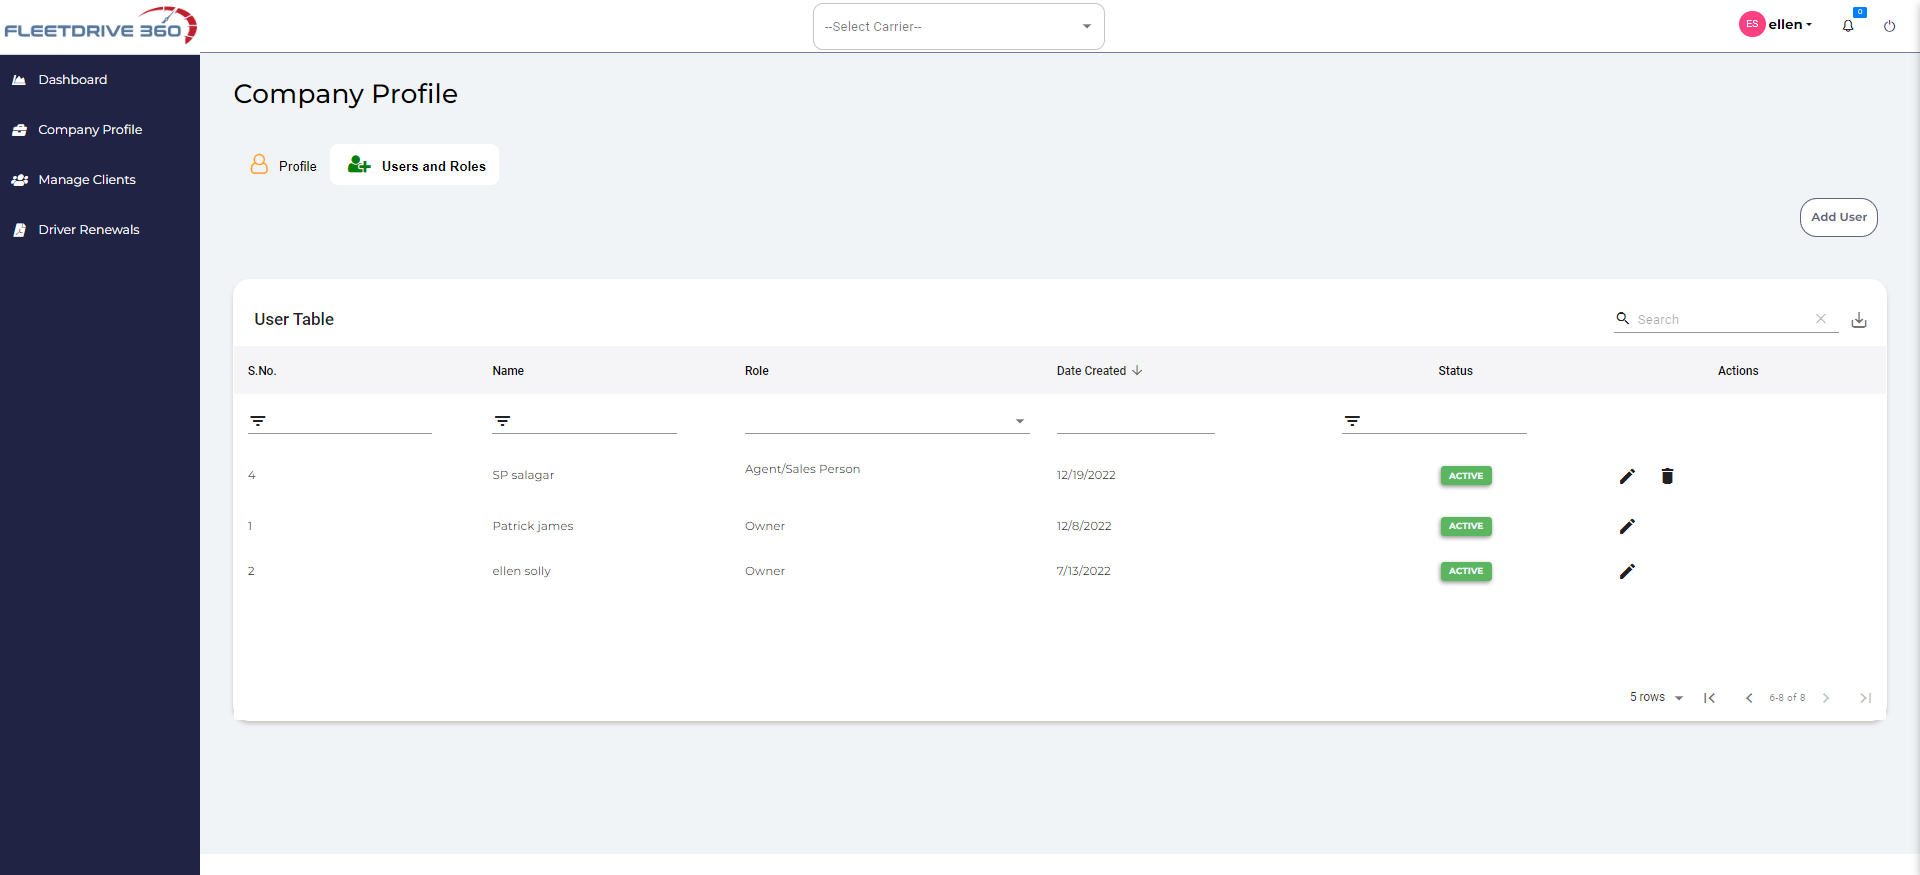 FLEETDRIVE 360
--Select Carrier--
ES ellen
0
Dashboard
Company Profile
Manage Clients
Driver Renewals
Company Profile
Profile
Users and Roles
Add User
User Table
Search
S.No. Name Role Date Created Status Actions
4 SP salagar Agent/Sales Person 12/19/2022 ACTIVE
1 Patrick james Owner 12/8/2022 ACTIVE
2 ellen solly Owner 7/13/2022 ACTIVE
5 rows 6-8 of 8